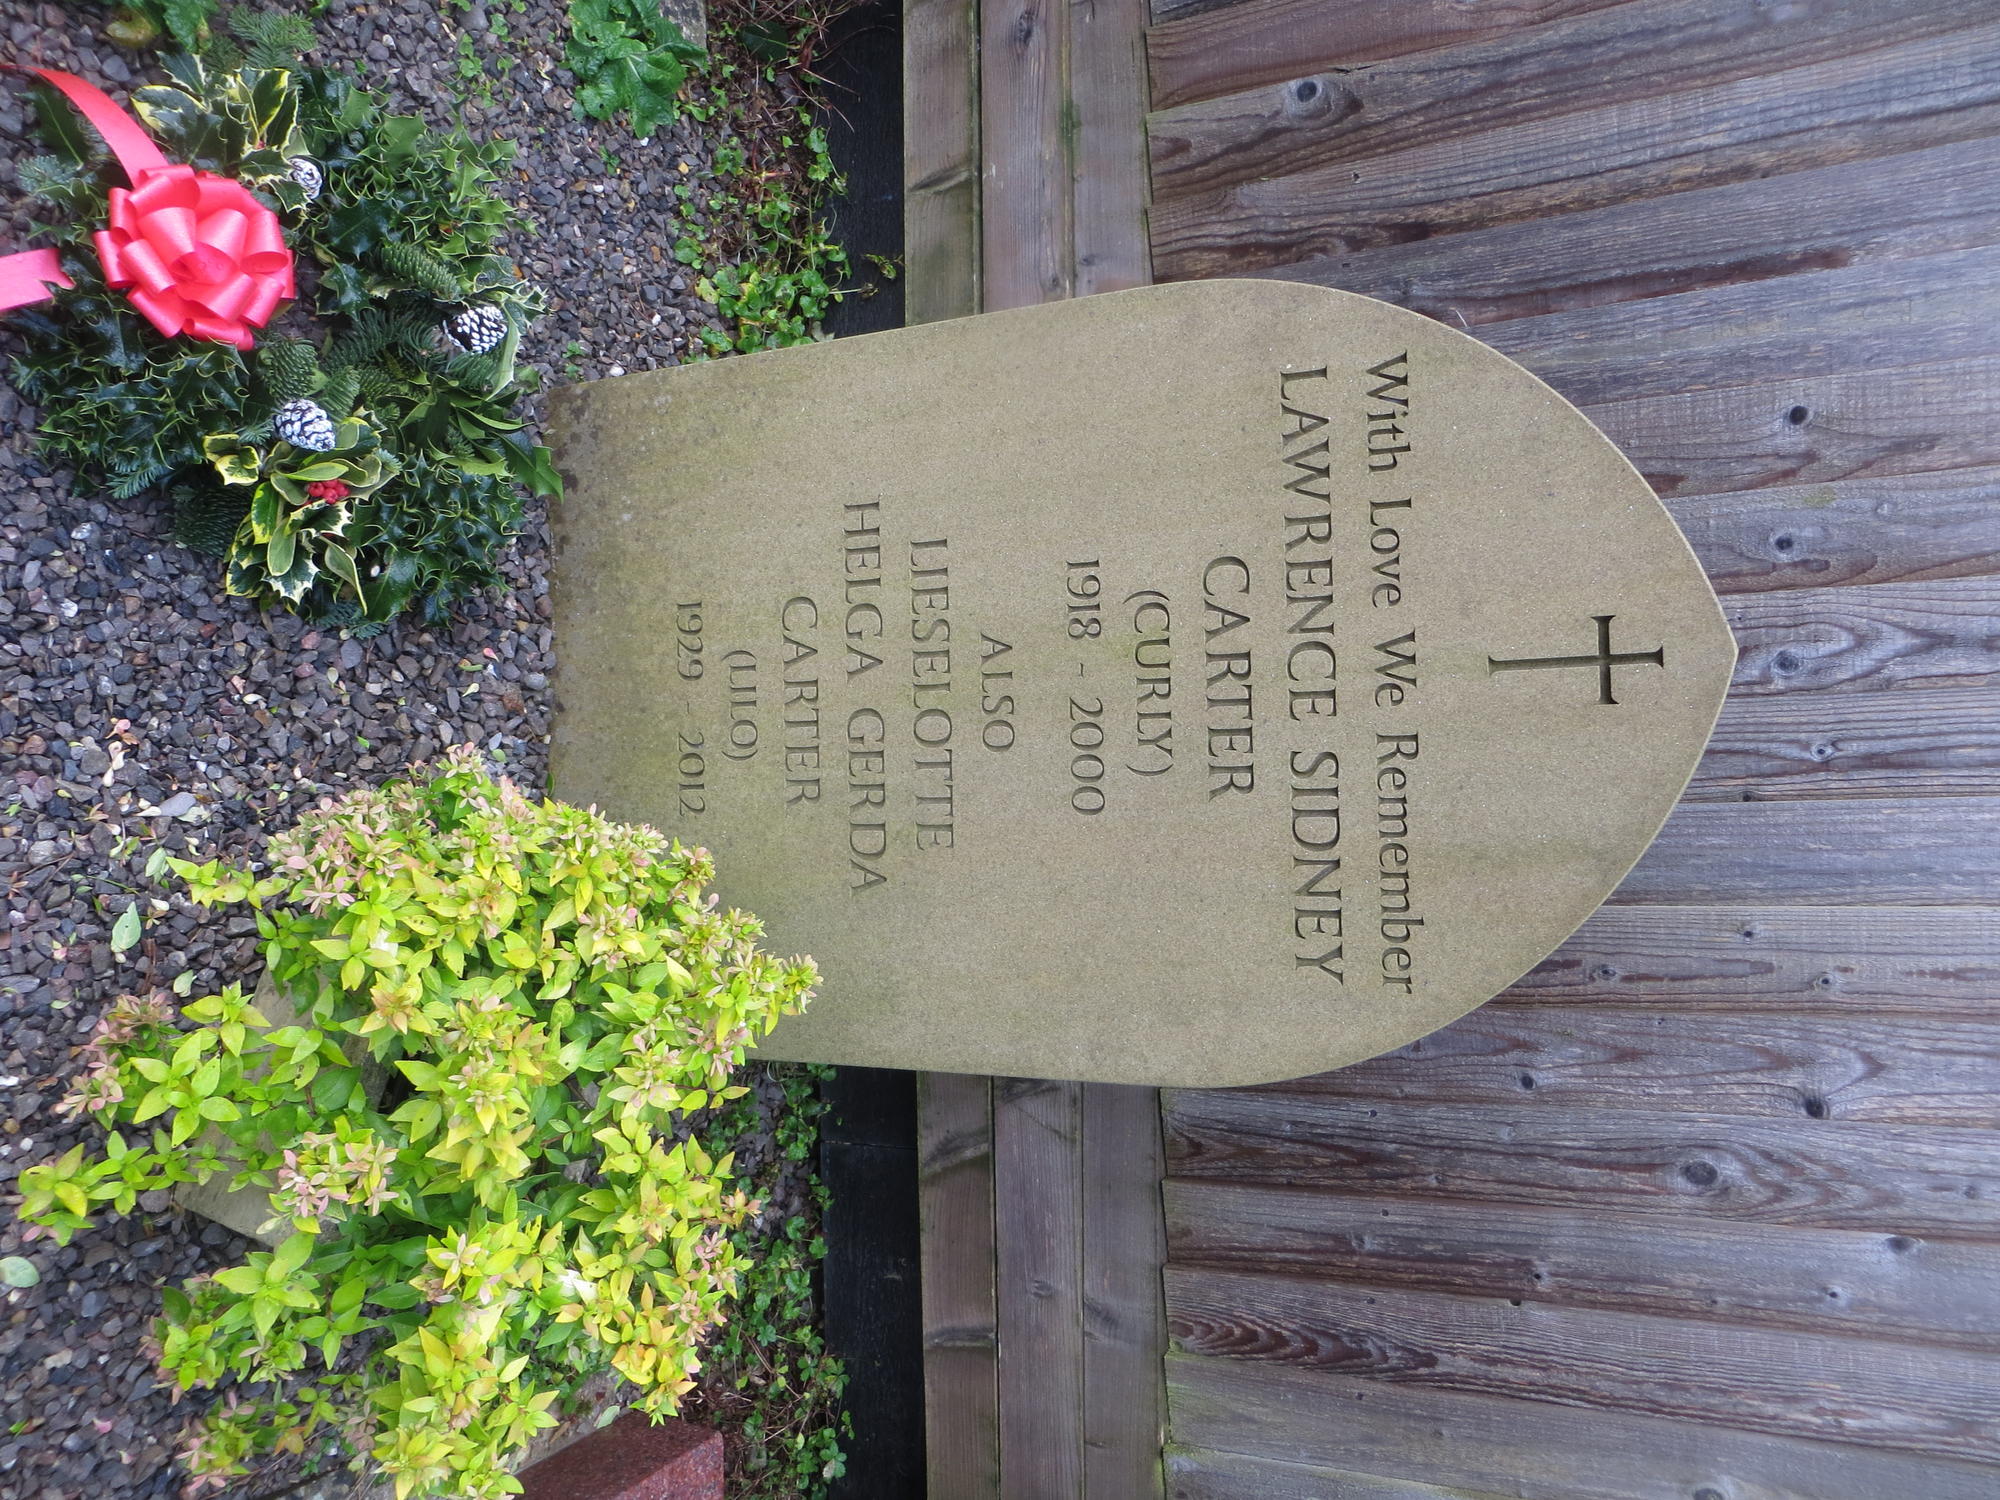 With Love We Remember
LAWRENCE SIDNEY
CARTER
(CURLY)
1918 - 2000
ALSO
LIESELOTTE
HELGA GERDA
CARTER
(LILO)
1929 - 2012